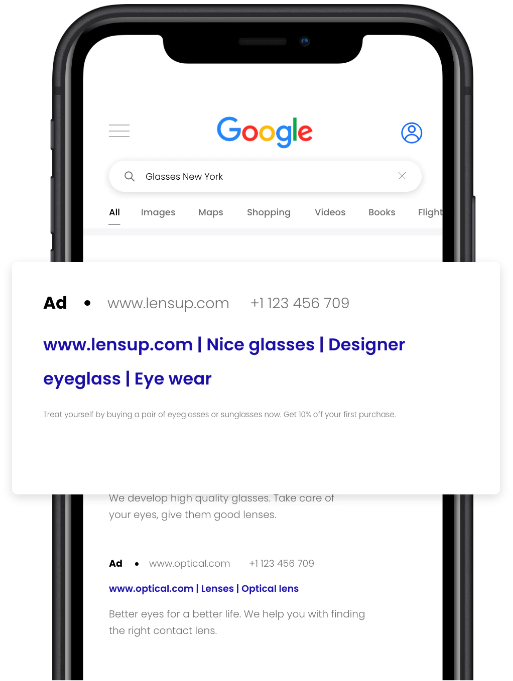 Google
Glasses New York
All Images Maps Shopping Videos Books Flight
Ad • www.lensup.com +1 123 456 709
www.lensup.com | Nice glasses | Designer
eyeglass | Eye wear
Treat yourself by buying a pair of eyeglasses or sunglasses now. Get 10% off your first purchase.
We develop high quality glasses. Take care of
your eyes, give them good lenses.
Ad • www.optical.com +1 123 456 709
www.optical.com | Lenses | Optical lens
Better eyes for a better life. We help you with finding
the right contact lens.